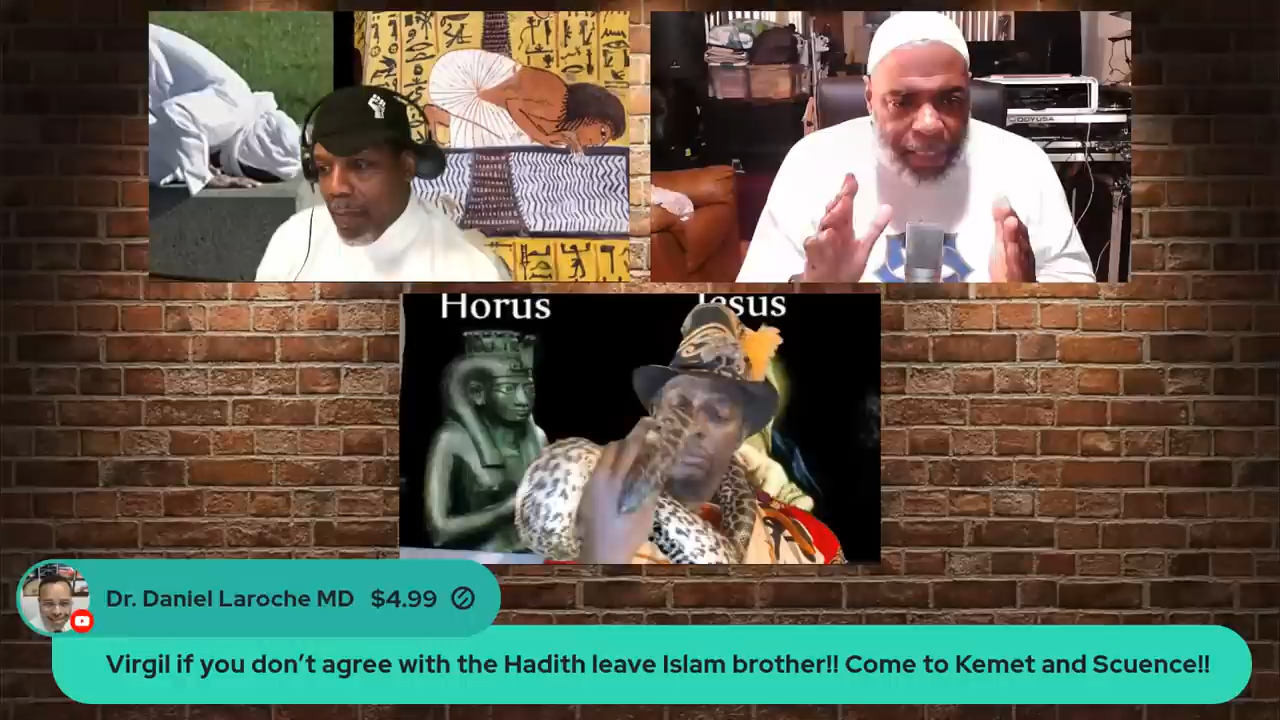 ODYUSA
Horus
Jesus
Dr. Daniel Laroche MD $4.99
Virgil if you don’t agree with the Hadith leave Islam brother!! Come to Kemet and Scuence!!